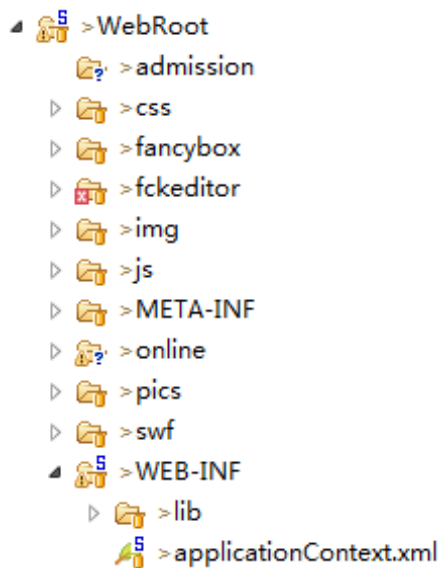 >WebRoot
>admission
>css
>fancybox
>fckeditor
>img
>js
>META-INF
>online
>pics
>swf
>WEB-INF
>lib
>applicationContext.xml